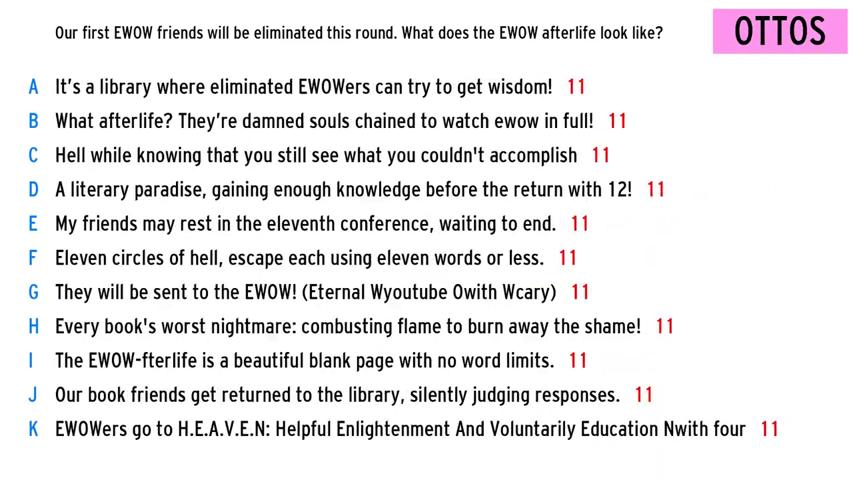 Our first EWOW friends will be eliminated this round. What does the EWOW afterlife look like?
OTTOS
A It's a library where eliminated EWOWers can try to get wisdom! 11
B What afterlife? They're damned souls chained to watch ewow in full! 11
C Hell while knowing that you still see what you couldn't accomplish 11
D A literary paradise, gaining enough knowledge before the return with 12! 11
E My friends may rest in the eleventh conference, waiting to end. 11
F Eleven circles of hell, escape each using eleven words or less. 11
G They will be sent to the EWOW! (Eternal Wyoutube Owith Wcary) 11
H Every book's worst nightmare: combusting flame to burn away the shame! 11
I The EWOW-fterlife is a beautiful blank page with no word limits. 11
J Our book friends get returned to the library, silently judging responses. 11
K EWOWers go to H.E.A.V.E.N: Helpful Enlightenment And Voluntarily Education Nwith four 11